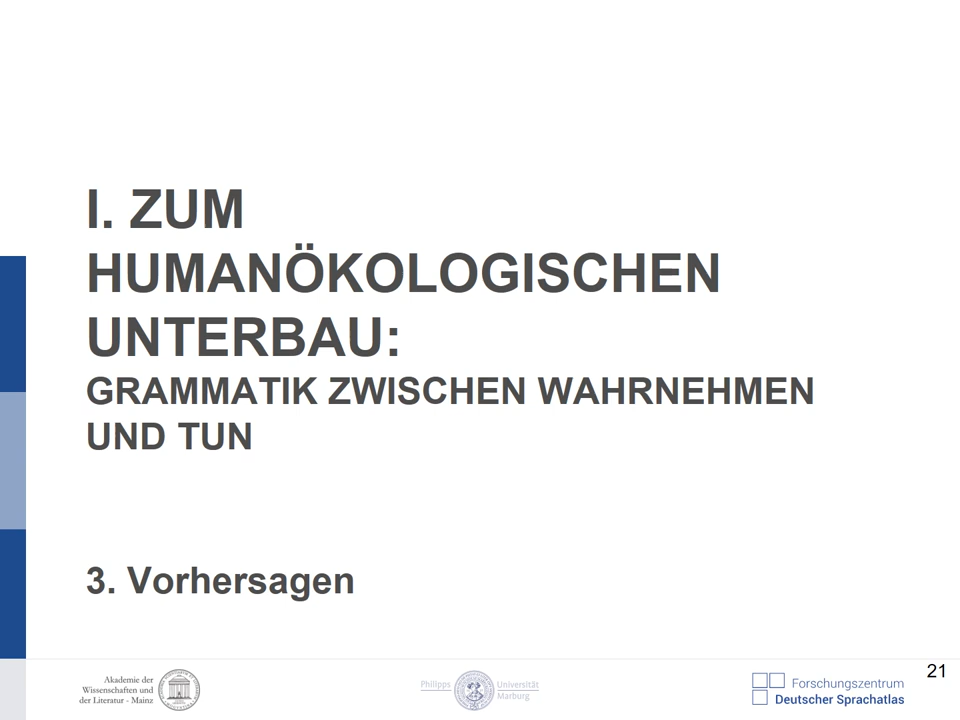 I. ZUM
HUMANÖKOLOGISCHEN
UNTERBAU:
GRAMMATIK ZWISCHEN WAHRNEHMEN
UND TUN
3. Vorhersagen
21
Akademie der
Wissenschaften und
der Literatur - Mainz
Philipps Universität
Marburg
Forschungszentrum
Deutscher Sprachatlas